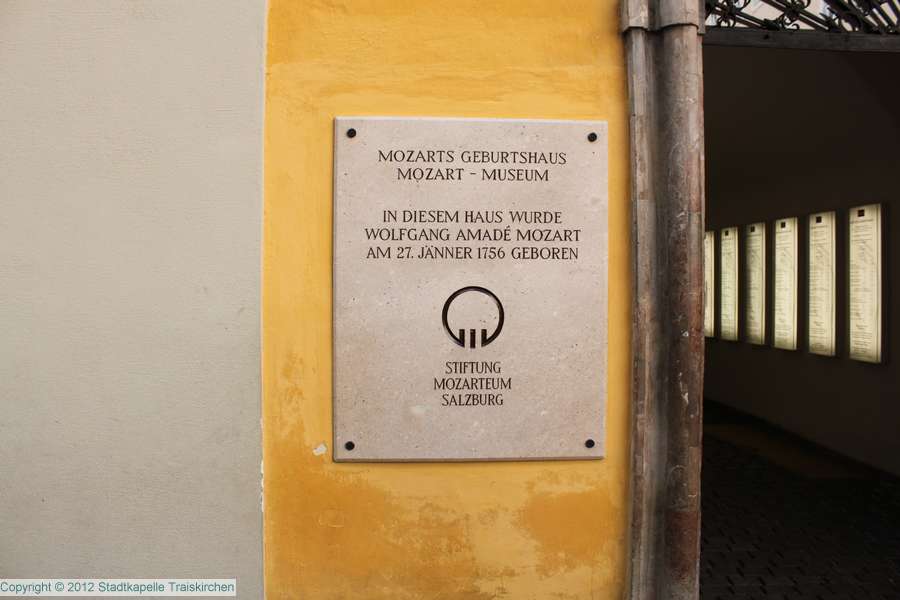 MOZARTS GEBURTSHAUS
MOZART - MUSEUM
IN DIESEM HAUS WURDE
WOLFGANG AMADÉ MOZART
AM 27. JÄNNER 1756 GEBOREN
STIFTUNG
MOZARTEUM
SALZBURG
Copyright © 2012 Stadtkapelle Traiskirchen